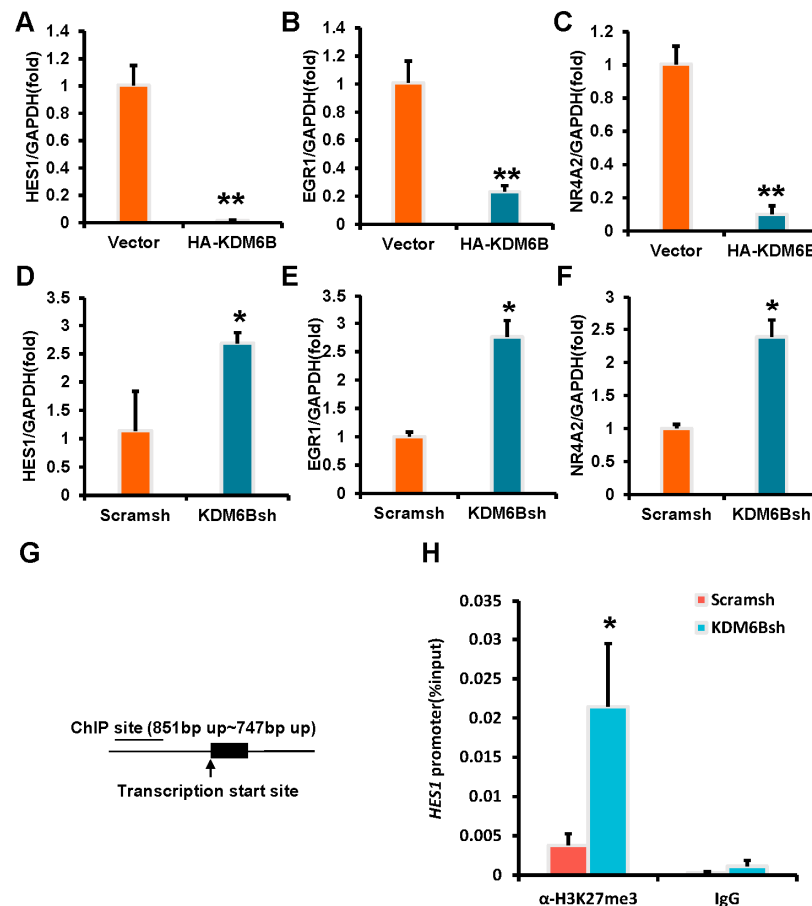 A
HES1/GAPDH(fold)
1.2
1
0.8
0.6
0.4
0.2
0
**
Vector
HA-KDM6B
B
EGR1/GAPDH(fold)
1.4
1.2
1
0.8
0.6
0.4
0.2
0
**
Vector
HA-KDM6B
C
NR4A2/GAPDH(fold)
1.2
1
0.8
0.6
0.4
0.2
0
**
Vector
HA-KDM6B
D
HES1/GAPDH(fold)
3.5
3
2.5
2
1.5
1
0.5
0
*
Scramsh
KDM6Bsh
E
EGR1/GAPDH(fold)
3.5
3
2.5
2
1.5
1
0.5
0
*
Scramsh
KDM6Bsh
F
NR4A2/GAPDH(fold)
3
2.5
2
1.5
1
0.5
0
*
Scramsh
KDM6Bsh
G
ChIP site (851bp up~747bp up)
Transcription start site
H
HES1 promoter(%input)
0.035
0.03
0.025
0.02
0.015
0.01
0.005
0
*
Scramsh
KDM6Bsh
α-H3K27me3
IgG